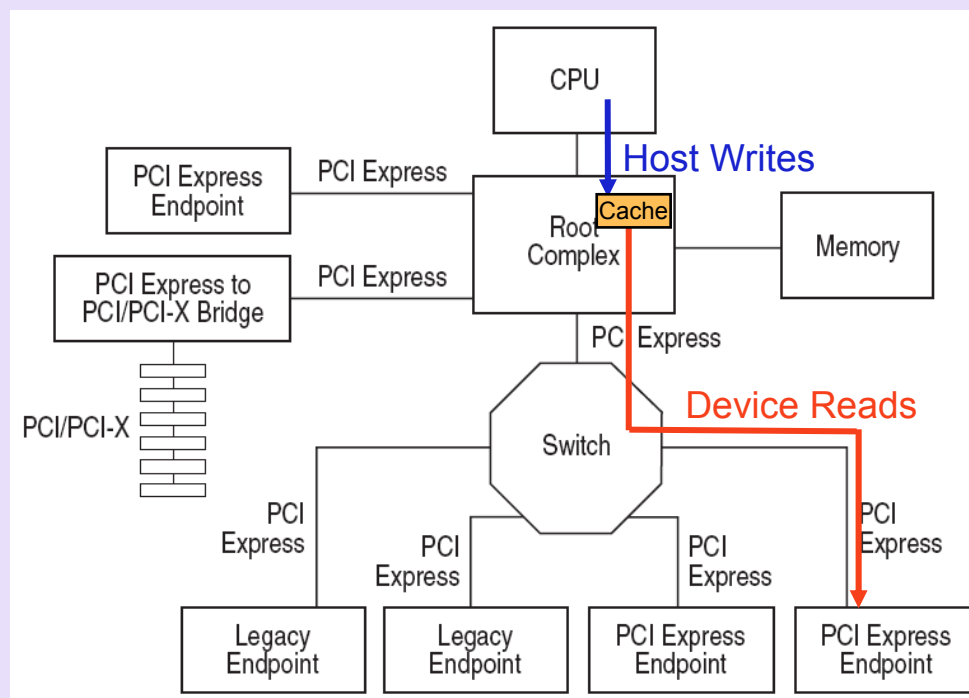 CPU
Host Writes
PCI Express
Endpoint
PCI Express
Cache
Root
Complex
Memory
PCI Express to
PCI/PCI-X Bridge
PCI Express
PCI Express
PCI/PCI-X
Device Reads
Switch
PCI
Express
PCI
Express
PCI
Express
PCI
Express
Legacy
Endpoint
Legacy
Endpoint
PCI Express
Endpoint
PCI Express
Endpoint